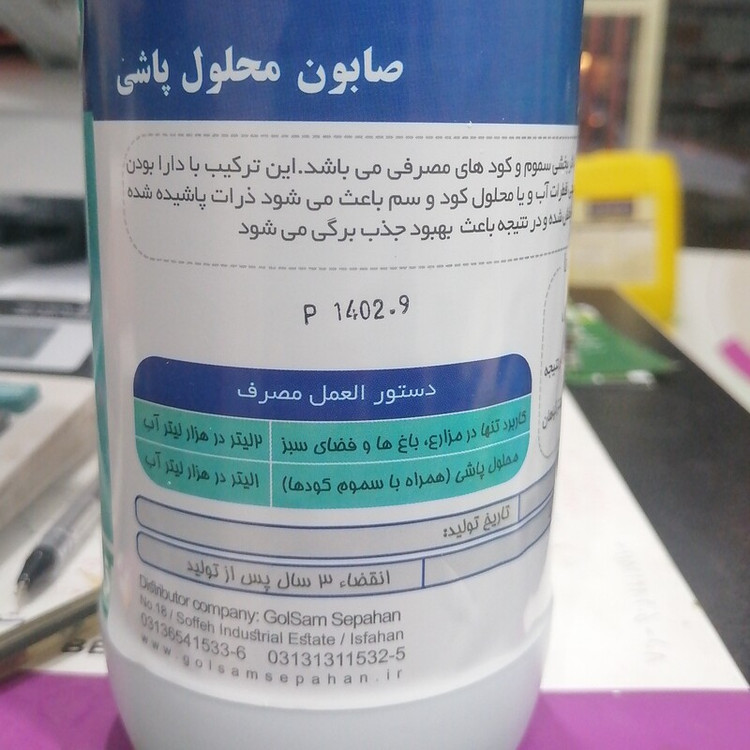 صابون محلول پاشی
بخشی سموم و کود های مصرفی می باشد.این ترکیب با دارا بودن
قطرات آب و یا محلول کود و سم باعث می شود ذرات پاشیده شده
شده و در نتیجه باعث بهبود جذب برگی می شود
P 1402.9
دستور العمل مصرف
کاربرد تنها در مزارع، باغ ها و فضای سبز ۲لیتر در هزار لیتر آب
محلول پاشی (همراه با سموم کودها) ۱لیتر در هزار لیتر آب
تاریخ تولید:
انقضاء ۳ سال پس از تولید
Distributor company: GolSam Sepahan
No.18 / Soffeh Industrial Estate / Isfahan
03136541533-6 03131311532-5
www.golsamsepahan.ir
نتیجه